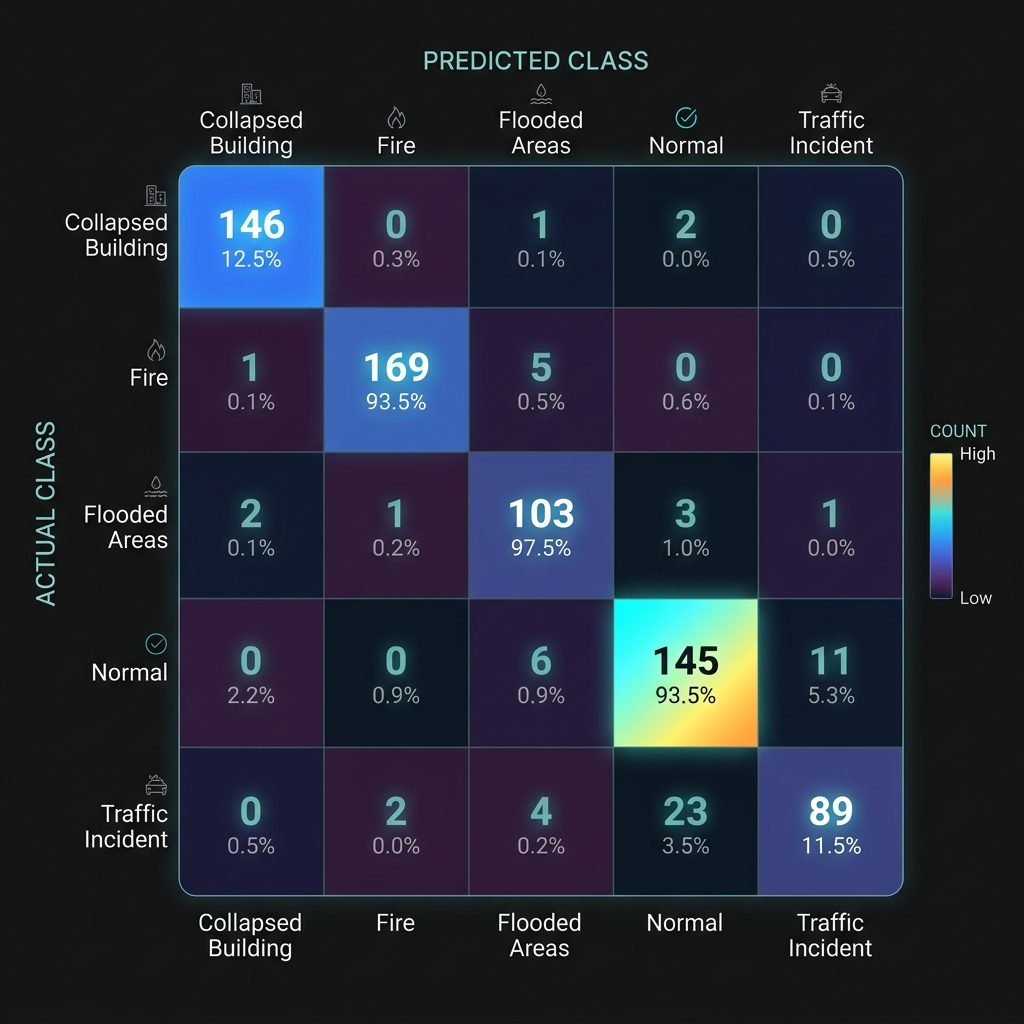 PREDICTED CLASS
Collapsed
Building
Fire
Flooded
Areas
Normal
Traffic
Incident
ACTUAL CLASS
Collapsed
Building
146
12.5%
0
0.3%
1
0.1%
2
0.0%
0
0.5%
Fire
1
0.1%
169
93.5%
5
0.5%
0
0.6%
0
0.1%
Flooded
Areas
2
0.1%
1
0.2%
103
97.5%
3
1.0%
1
0.0%
Normal
0
2.2%
0
0.9%
6
0.9%
145
93.5%
11
5.3%
Traffic
Incident
0
0.5%
2
0.0%
4
0.2%
23
3.5%
89
11.5%
Collapsed
Building
Fire
Flooded
Areas
Normal
Traffic
Incident
COUNT
High
Low